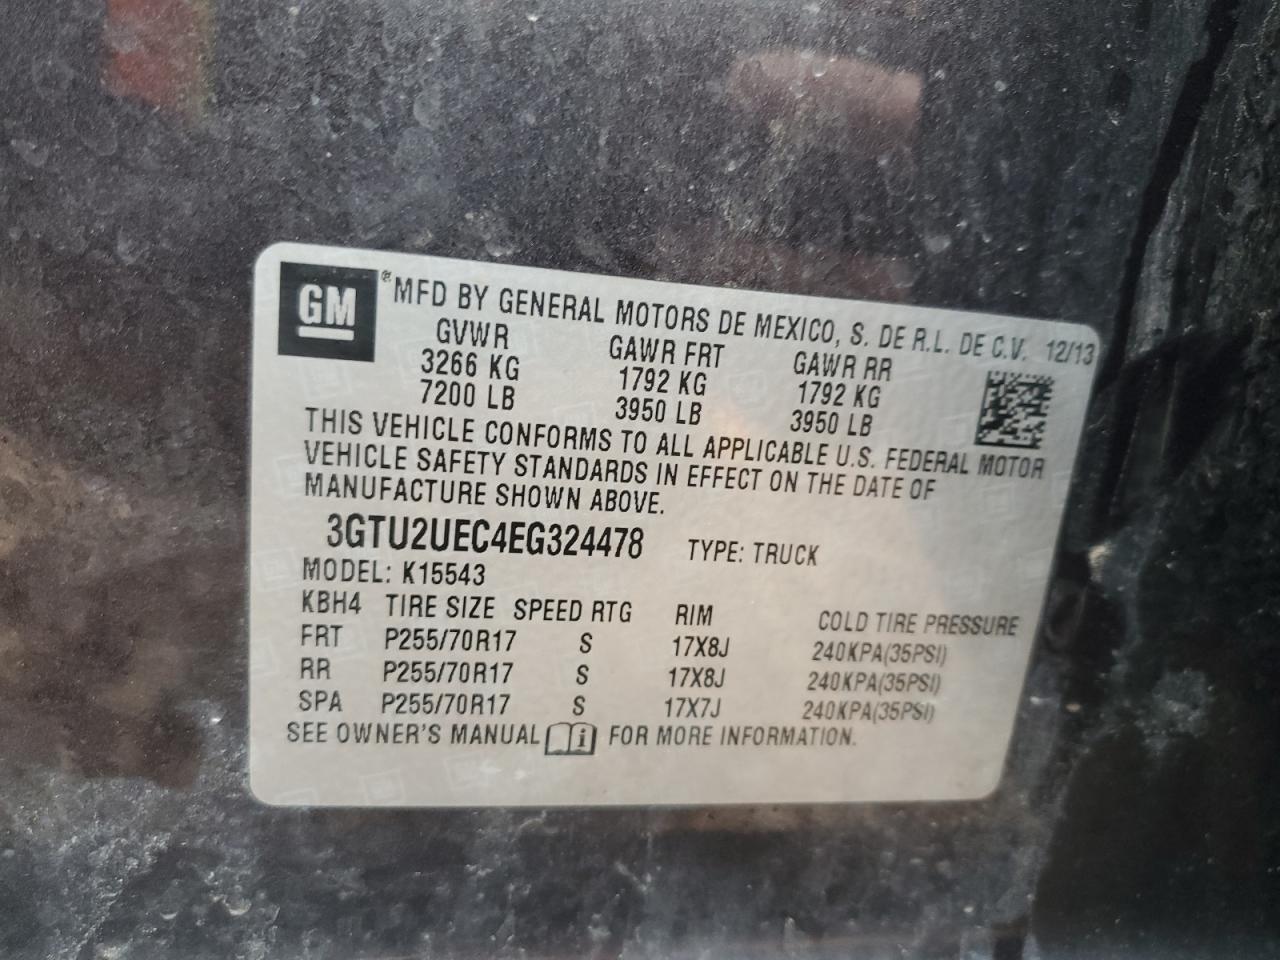 GM ® MFD BY GENERAL MOTORS DE MEXICO, S. DE R.L. DE C.V. 12/13
GVWR GAWR FRT GAWR RR
3266 KG 1792 KG 1792 KG
7200 LB 3950 LB 3950 LB
THIS VEHICLE CONFORMS TO ALL APPLICABLE U.S. FEDERAL MOTOR
VEHICLE SAFETY STANDARDS IN EFFECT ON THE DATE OF
MANUFACTURE SHOWN ABOVE.
3GTU2UEC4EG324478 TYPE: TRUCK
MODEL: K15543
KBH4 TIRE SIZE SPEED RTG RIM COLD TIRE PRESSURE
FRT P255/70R17 S 17X8J 240KPA(35PSI)
RR P255/70R17 S 17X8J 240KPA(35PSI)
SPA P255/70R17 S 17X7J 240KPA(35PSI)
SEE OWNER'S MANUAL i FOR MORE INFORMATION.